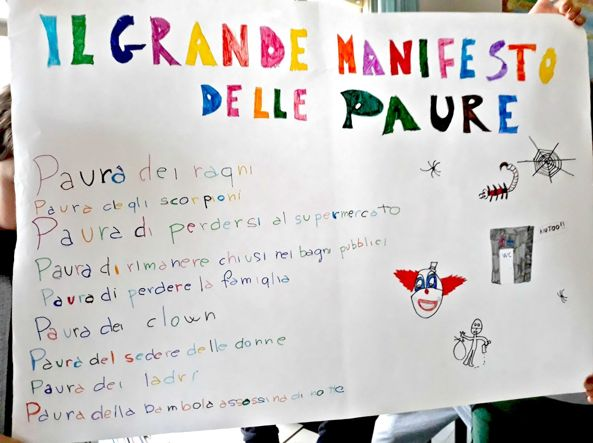 IL GRANDE MANIFESTO
DELLE PAURE
Paura dei ragni
Paura degli scorpioni
Paura di perdersi al supermercato
Paura di rimanere chiusi nei bagni pubblici
Paura di perdere la famiglia
Paura dei clown
Paura del sedere delle donne
Paura dei ladri
Paura della bambola assassina di notte
AIUTOO!!
WC